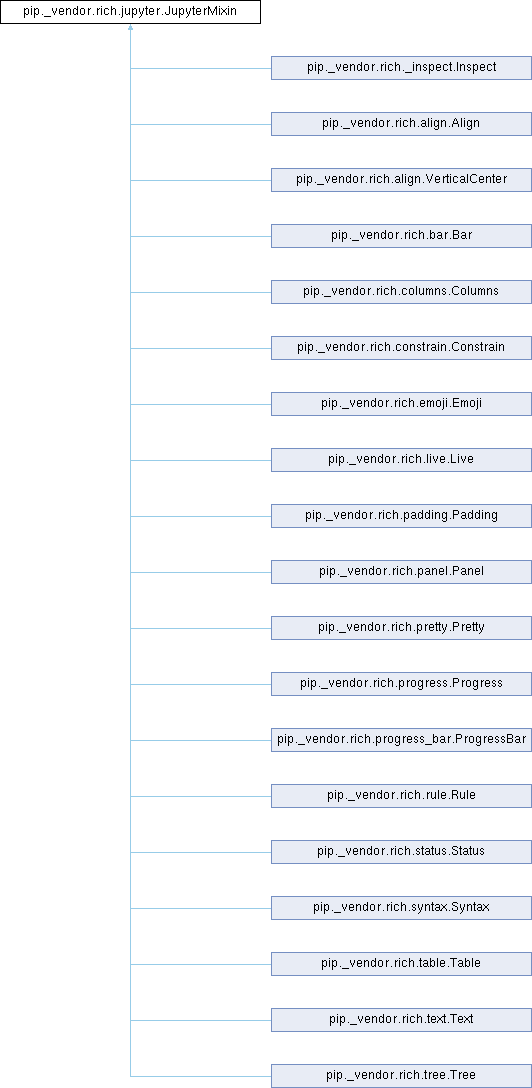 pip._vendor.rich.jupyter.JupyterMixin
pip._vendor.rich._inspect.Inspect
pip._vendor.rich.align.Align
pip._vendor.rich.align.VerticalCenter
pip._vendor.rich.bar.Bar
pip._vendor.rich.columns.Columns
pip._vendor.rich.constrain.Constrain
pip._vendor.rich.emoji.Emoji
pip._vendor.rich.live.Live
pip._vendor.rich.padding.Padding
pip._vendor.rich.panel.Panel
pip._vendor.rich.pretty.Pretty
pip._vendor.rich.progress.Progress
pip._vendor.rich.progress_bar.ProgressBar
pip._vendor.rich.rule.Rule
pip._vendor.rich.status.Status
pip._vendor.rich.syntax.Syntax
pip._vendor.rich.table.Table
pip._vendor.rich.text.Text
pip._vendor.rich.tree.Tree